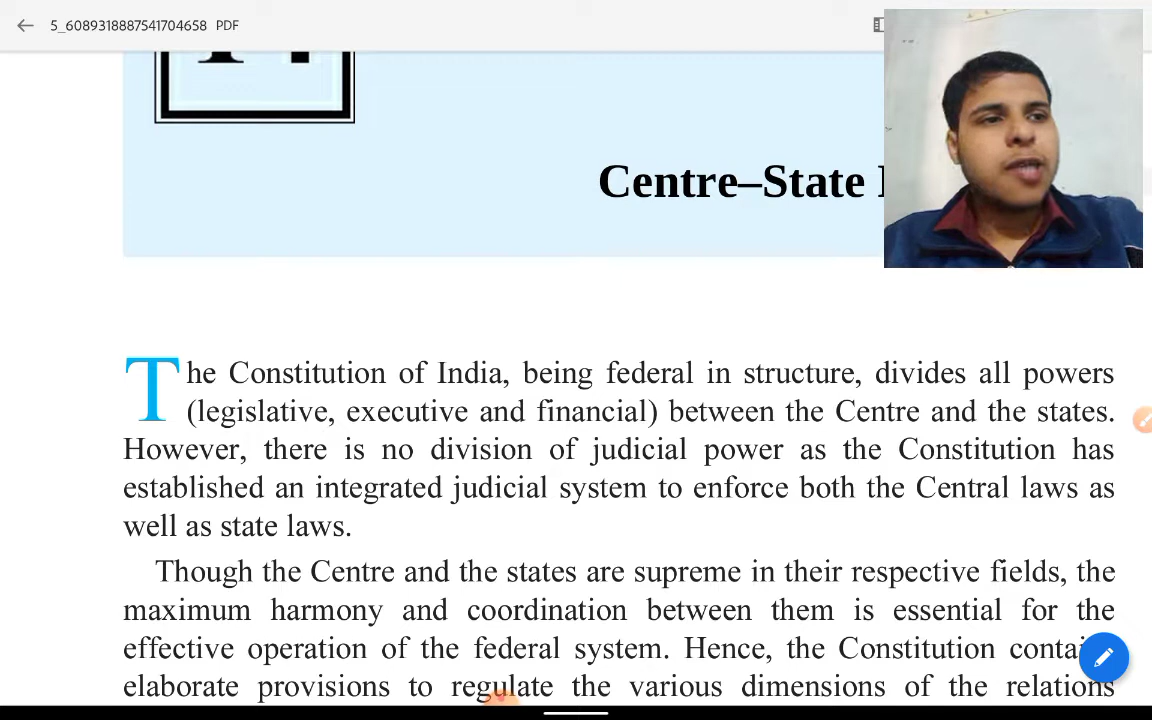 5_6089318887541704658 PDF
Centre–State
The Constitution of India, being federal in structure, divides all powers
(legislative, executive and financial) between the Centre and the states.
However, there is no division of judicial power as the Constitution has
established an integrated judicial system to enforce both the Central laws as
well as state laws.
Though the Centre and the states are supreme in their respective fields, the
maximum harmony and coordination between them is essential for the
effective operation of the federal system. Hence, the Constitution
elaborate provisions to regulate the various dimensions of the relations